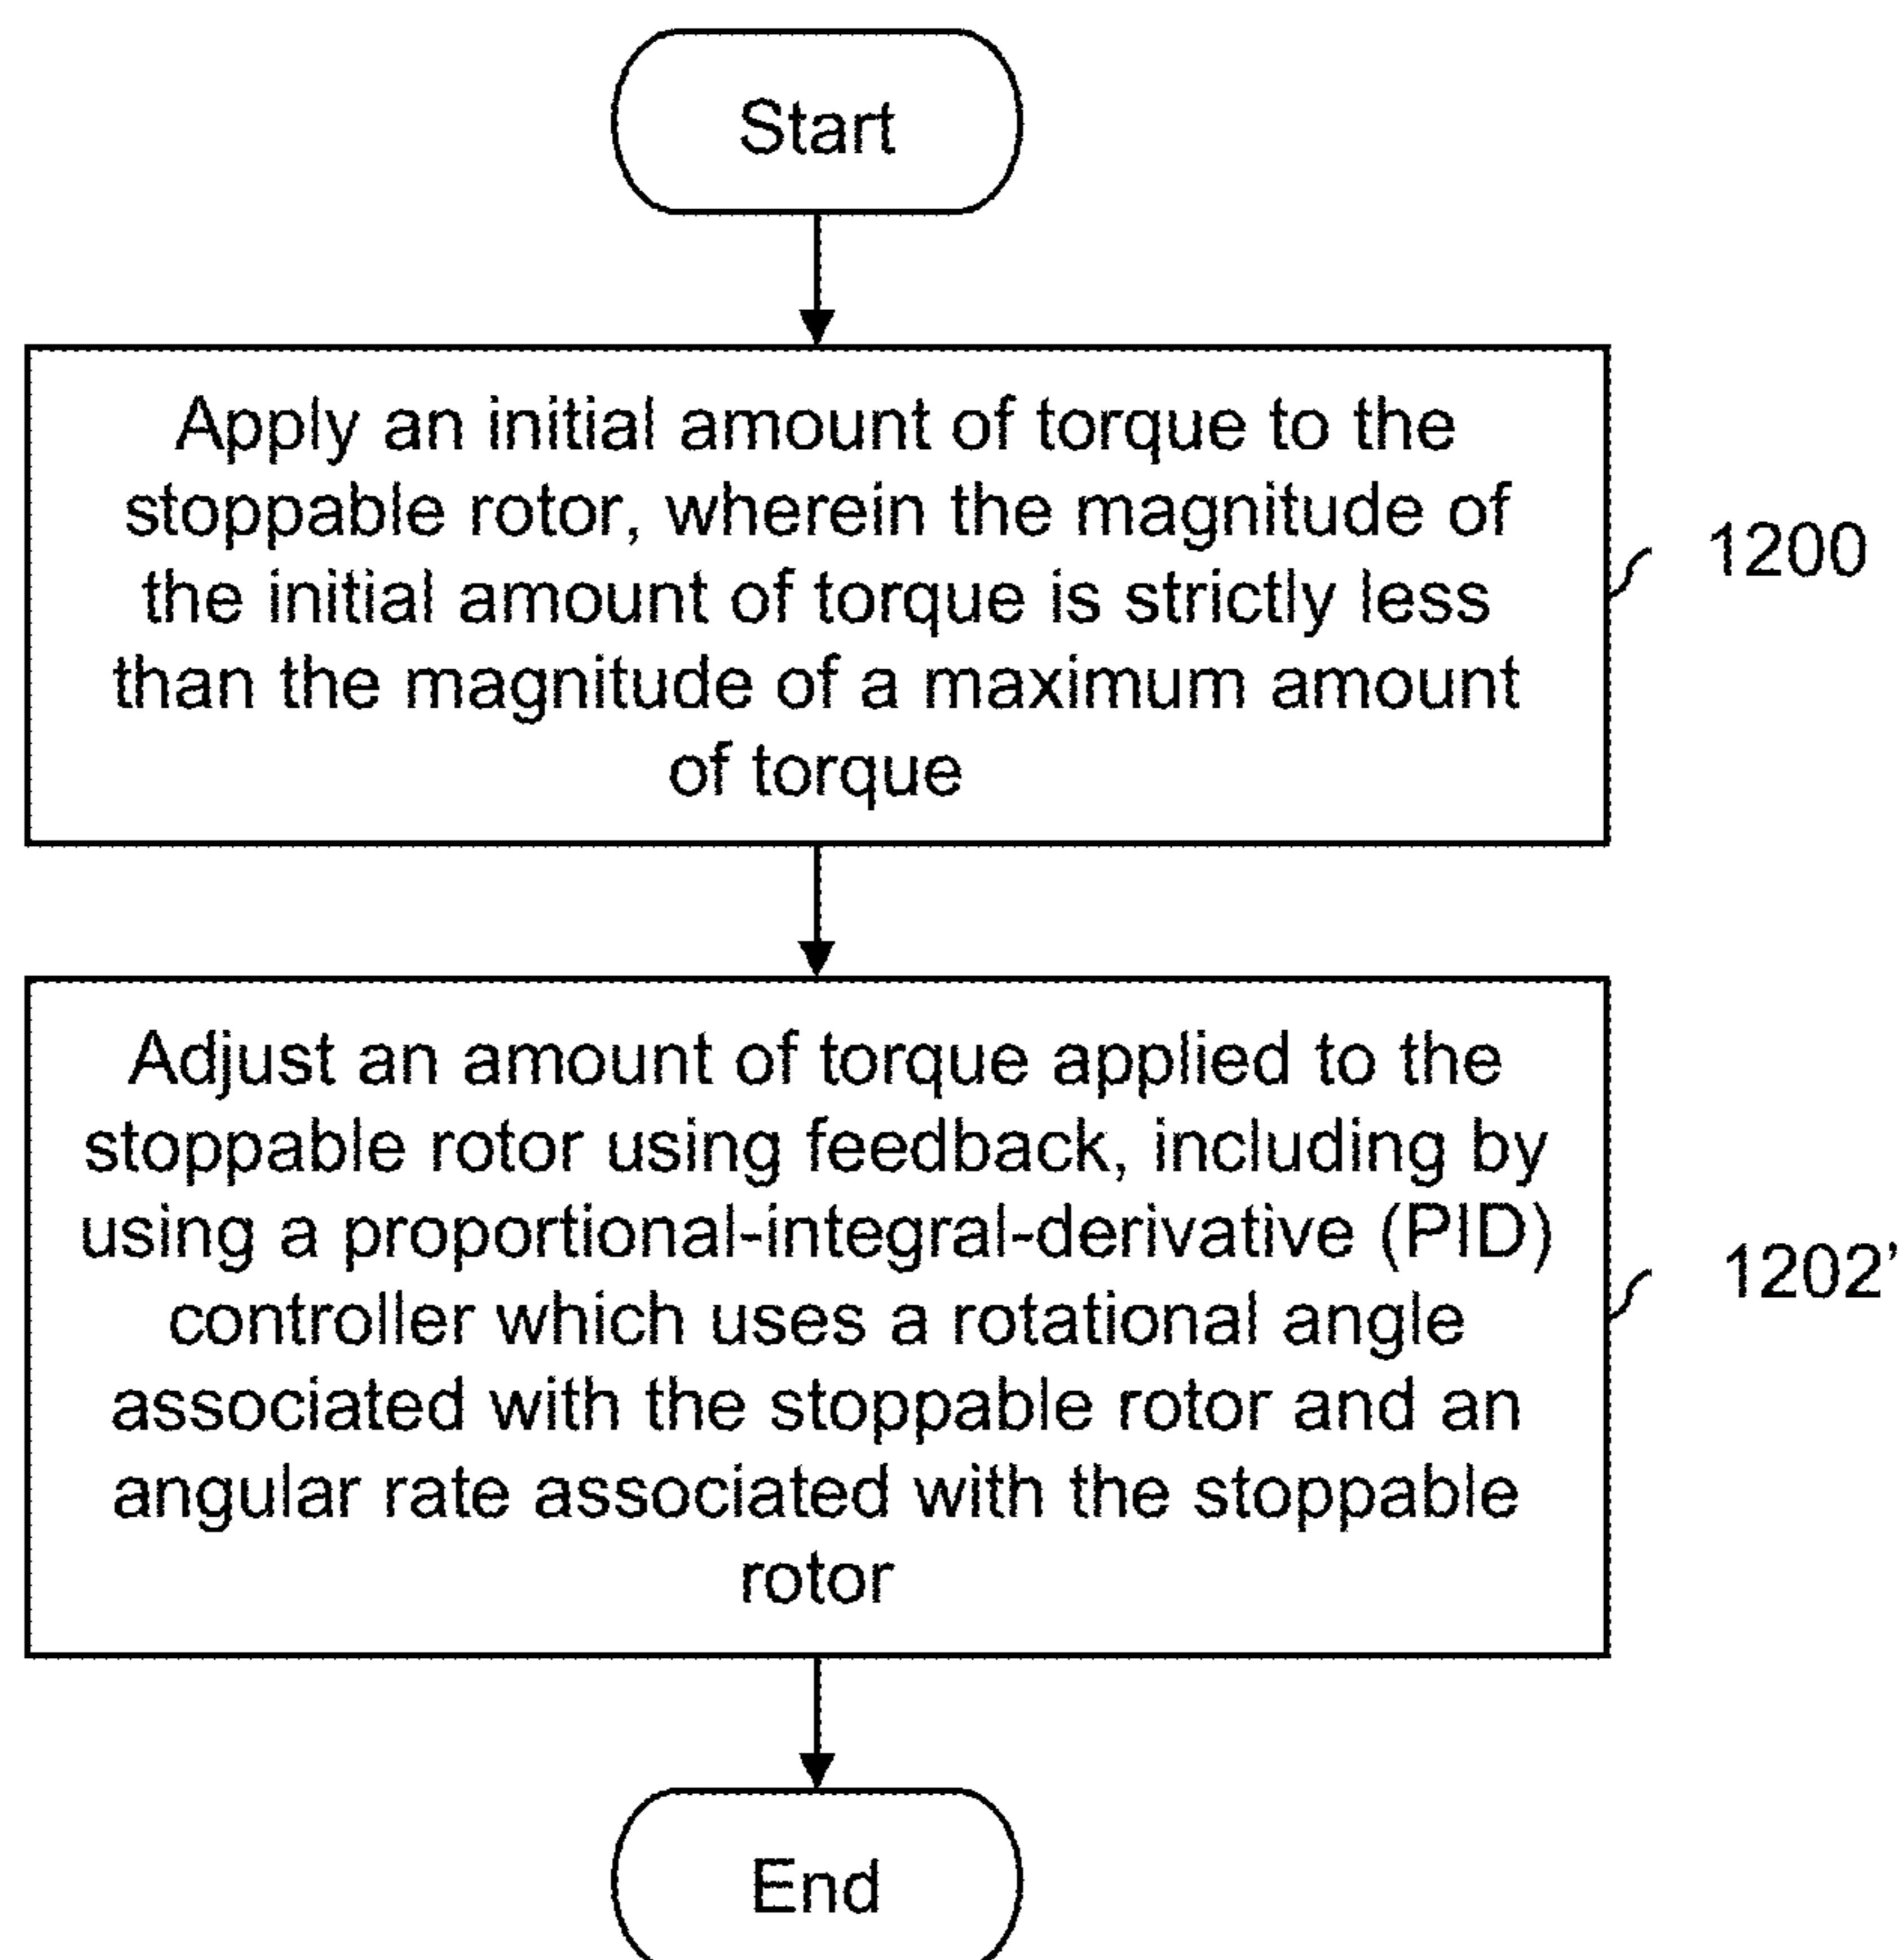 Start
Apply an initial amount of torque to the
stoppable rotor, wherein the magnitude of
the initial amount of torque is strictly less
than the magnitude of a maximum amount
of torque
1200
Adjust an amount of torque applied to the
stoppable rotor using feedback, including by
using a proportional-integral-derivative (PID)
controller which uses a rotational angle
associated with the stoppable rotor and an
angular rate associated with the stoppable
rotor
1202’
End